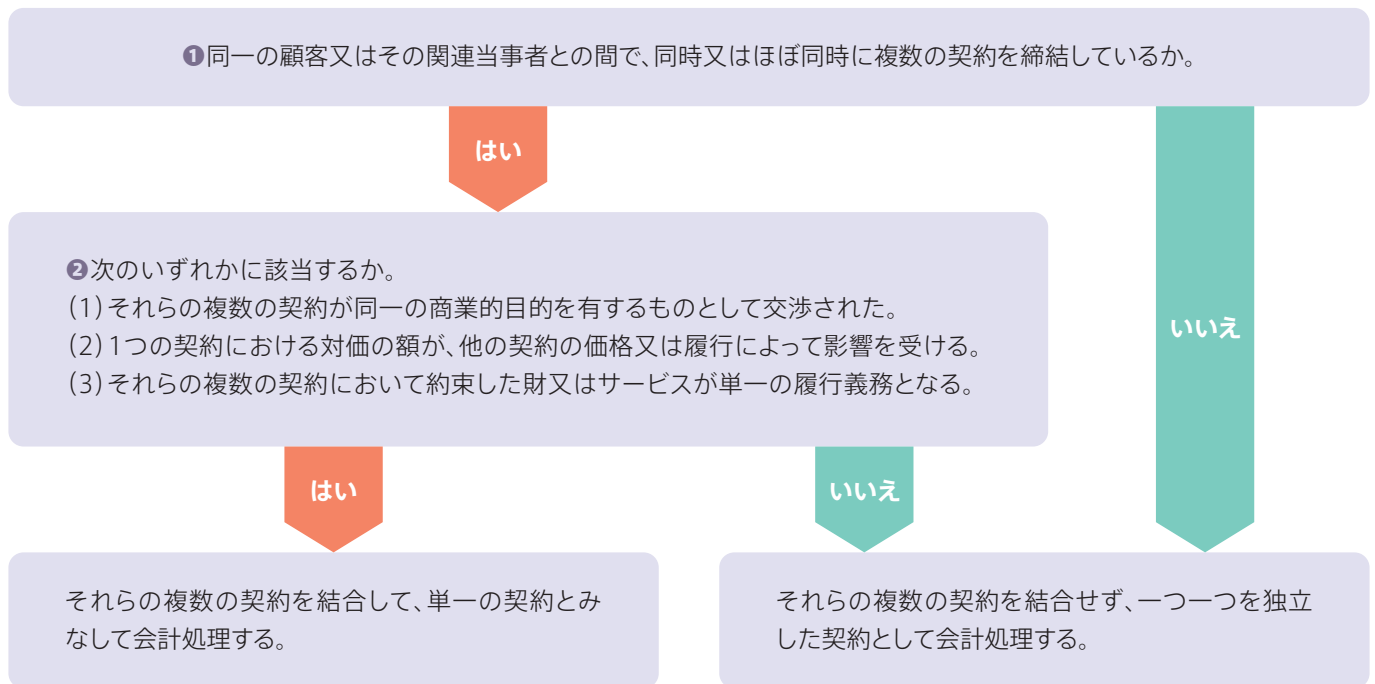 ❶同一の顧客又はその関連当事者との間で、同時又はほぼ同時に複数の契約を締結しているか。
はい
❷次のいずれかに該当するか。
(1)それらの複数の契約が同一の商業的目的を有するものとして交渉された。
(2)1つの契約における対価の額が、他の契約の価格又は履行によって影響を受ける。
(3)それらの複数の契約において約束した財又はサービスが単一の履行義務となる。
いいえ
はい
いいえ
それらの複数の契約を結合して、単一の契約とみ
なして会計処理する。
それらの複数の契約を結合せず、一つ一つを独立
した契約として会計処理する。